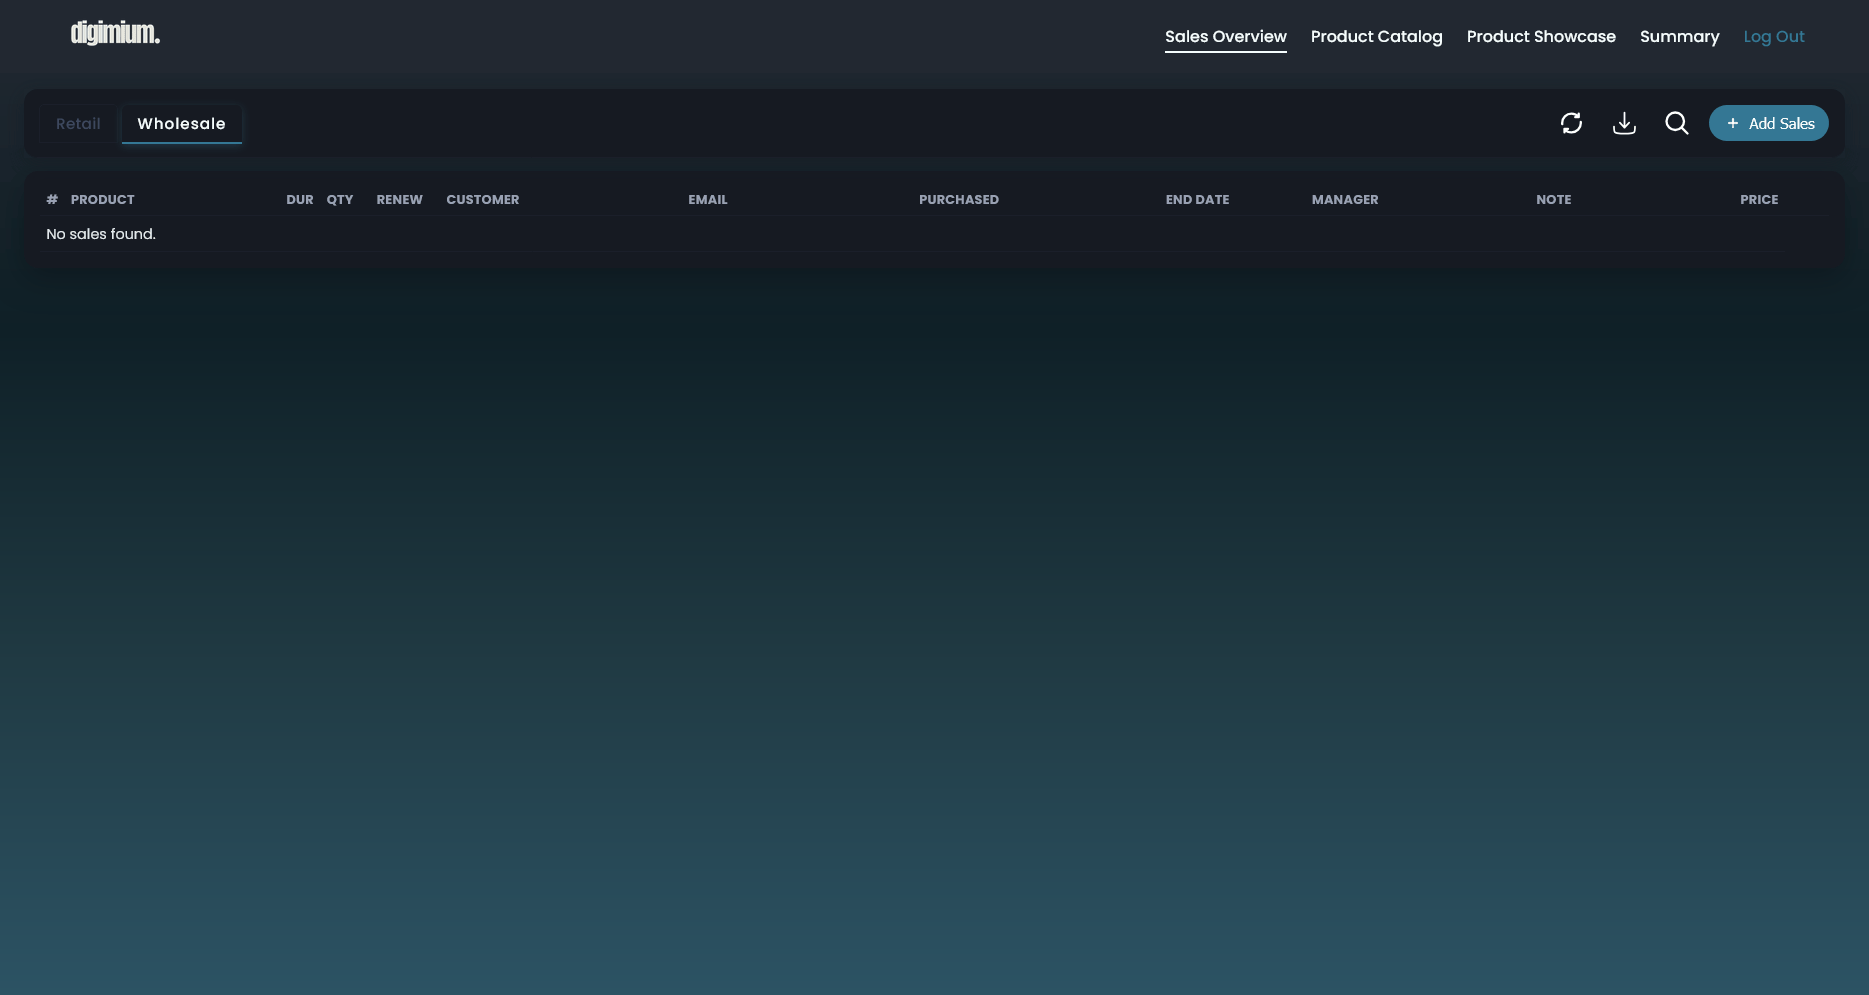 digimium.
Sales Overview Product Catalog Product Showcase Summary Log Out
Retail Wholesale
+ Add Sales
# PRODUCT DUR QTY RENEW CUSTOMER EMAIL PURCHASED END DATE MANAGER NOTE PRICE
No sales found.